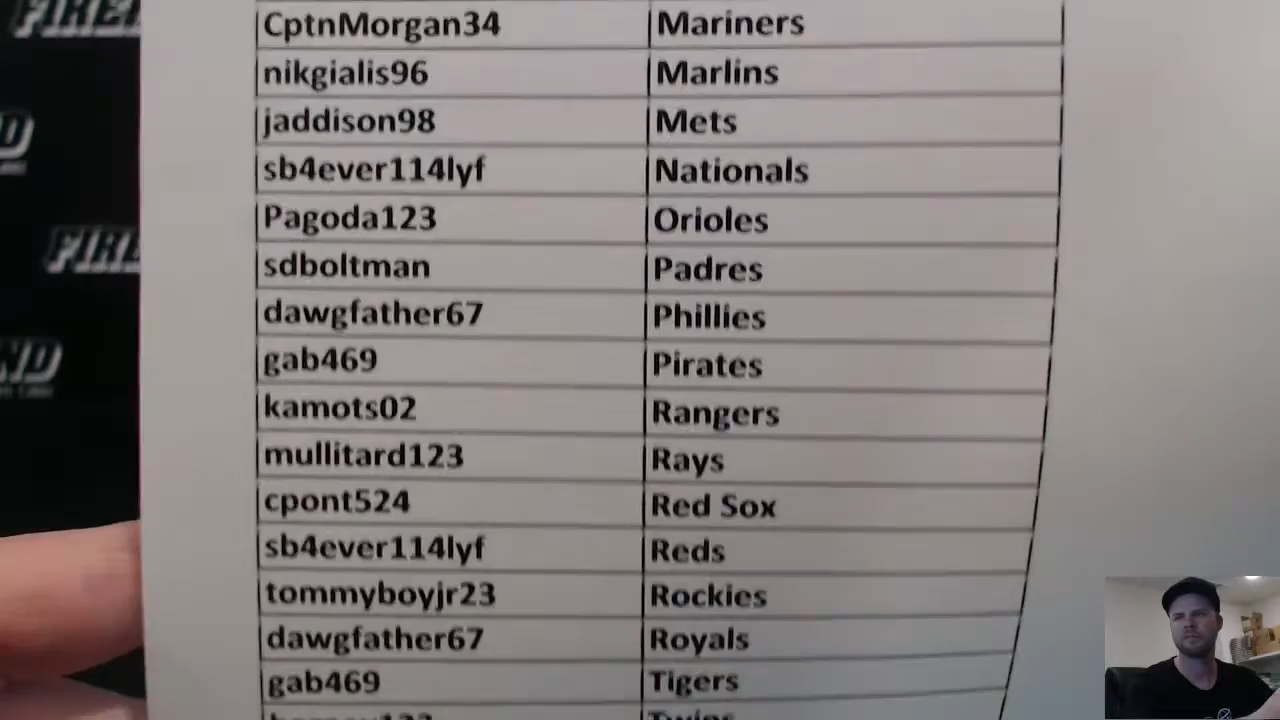 CptnMorgan34 Mariners
nikgialis96 Marlins
jaddison98 Mets
sb4ever114lyf Nationals
Pagoda123 Orioles
sdboltman Padres
dawgfather67 Phillies
gab469 Pirates
kamots02 Rangers
mullitard123 Rays
cpont524 Red Sox
sb4ever114lyf Reds
tommyboyjr23 Rockies
dawgfather67 Royals
gab469 Tigers
Twins